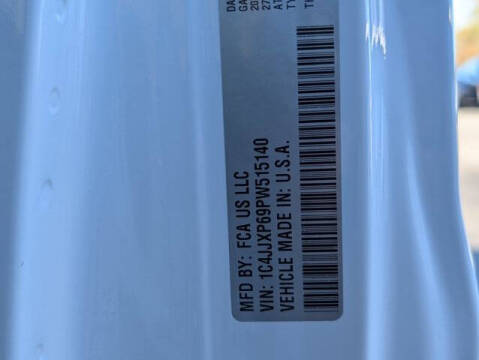 MFD BY: FCA US LLC
VIN: 1C4JJXP69PW515140
VEHICLE MADE IN: U.S.A.